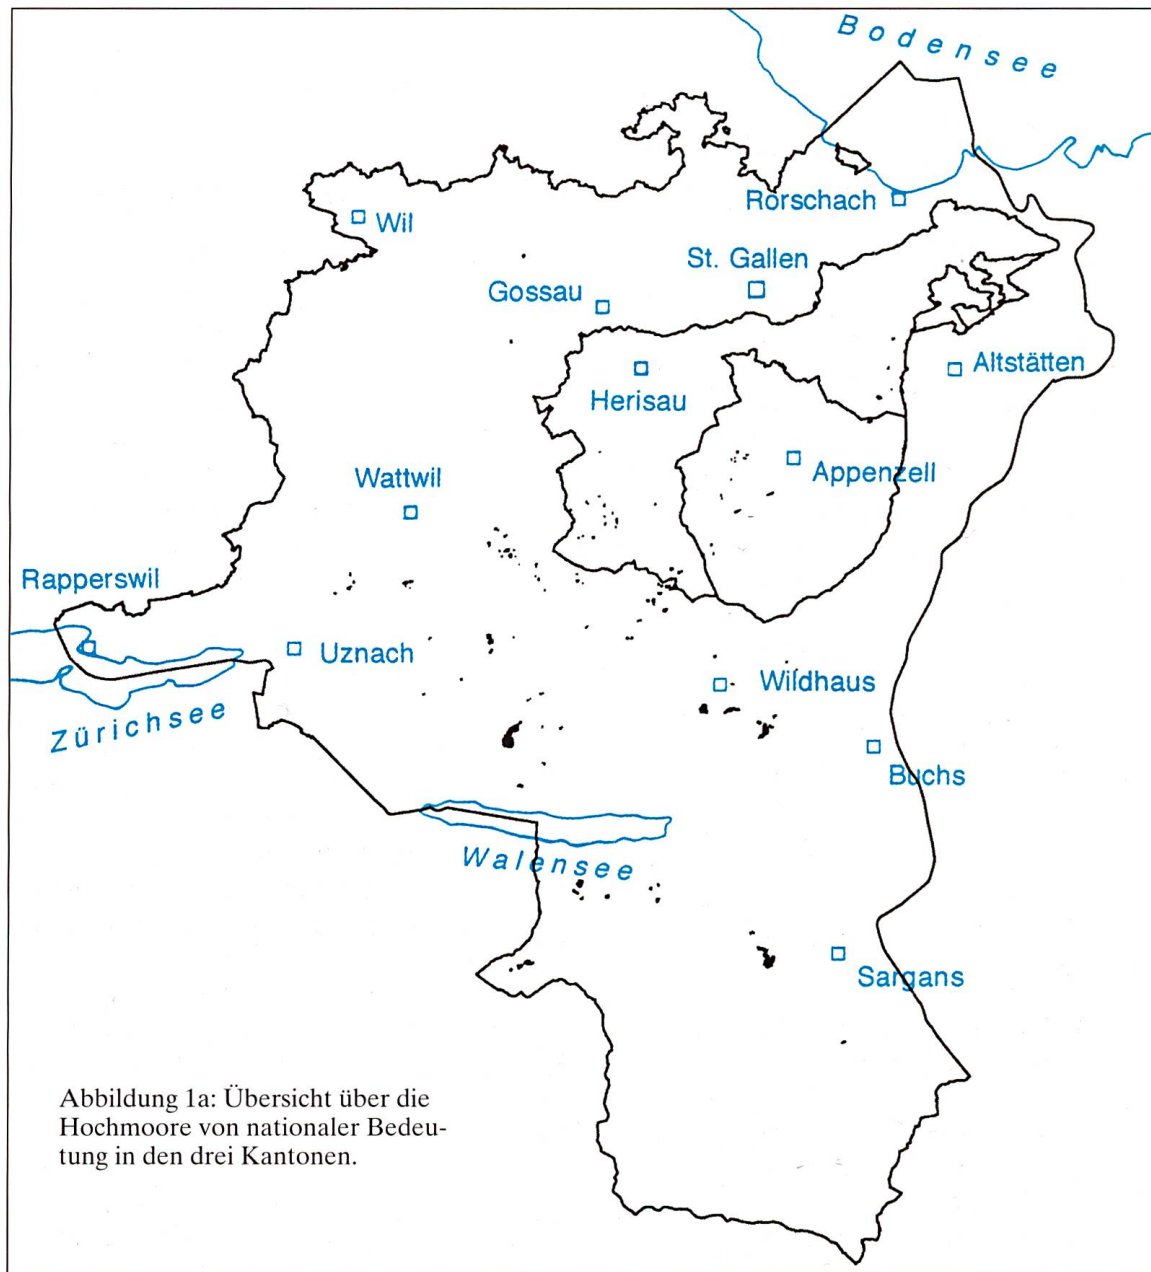 Bodensee
Rorschach
Wil
St. Gallen
Gossau
Altstätten
Herisau
Appenzell
Wattwil
Rapperswil
Uznach
Wildhaus
Zürichsee
Buchs
Walensee
Sargans
Abbildung 1a: Übersicht über die
Hochmoore von nationaler Bedeu-
tung in den drei Kantonen.